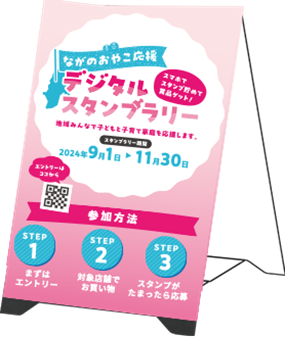 ながのおやこ応援
デジタル
スタンプラリー
スマホで
スタンプ貯めて
賞品ゲット！
地域みんなで子どもと子育て家庭を応援します。
スタンプラリー期間
2024年9月1日▶11月30日
エントリーは
ココから
参加方法
STEP
1
まずは
エントリー
STEP
2
対象店舗で
お買い物
STEP
3
スタンプが
たまったら応募